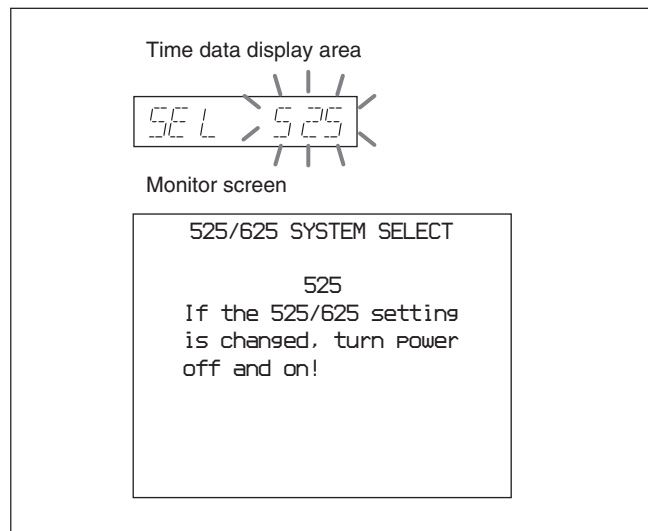 Time data display area
SEL 525
Monitor screen
525/625 SYSTEM SELECT
525
If the 525/625 setting
is changed, turn power
off and on!